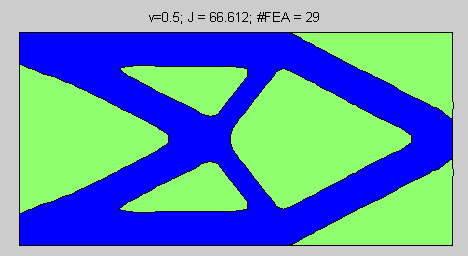 v=0.5; J = 66.612; #FEA = 29